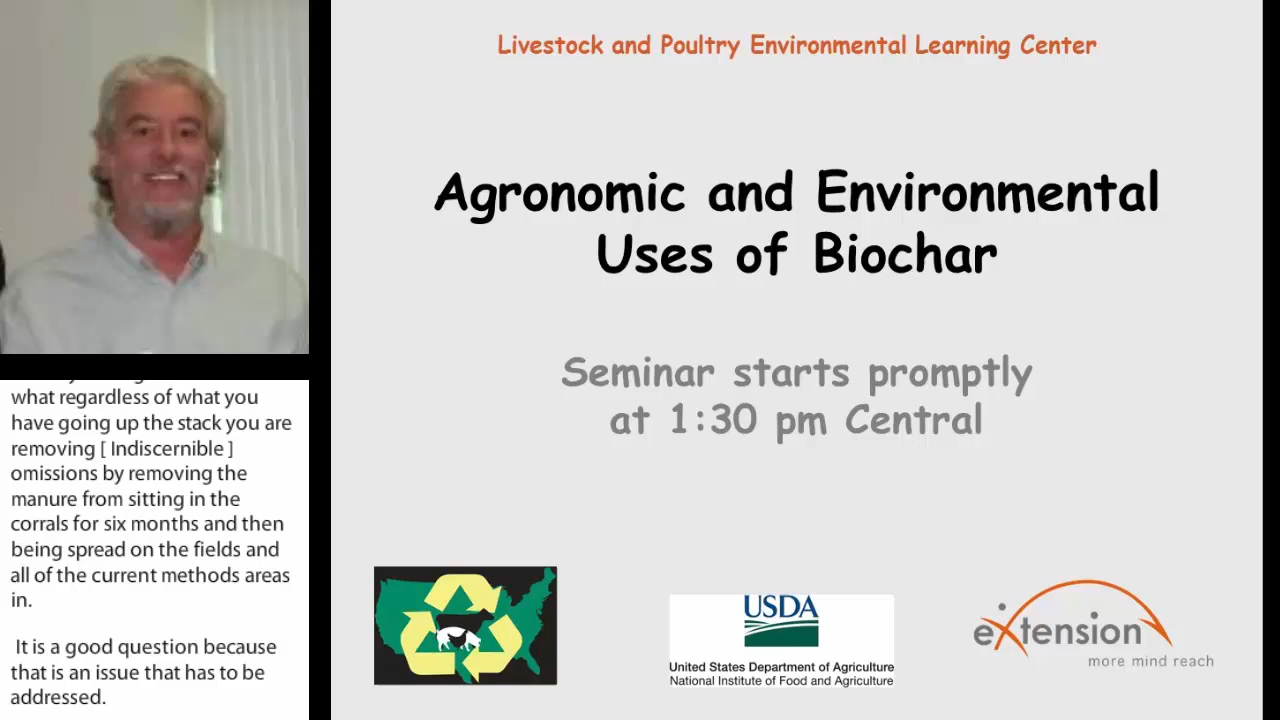 Livestock and Poultry Environmental Learning Center
Agronomic and Environmental
Uses of Biochar
Seminar starts promptly
at 1:30 pm Central
what regardless of what you
have going up the stack you are
removing [ Indiscernible ]
omissions by removing the
manure from sitting in the
corrals for six months and then
being spread on the fields and
all of the current methods areas
in.
It is a good question because
that is an issue that has to be
addressed.
USDA
United States Department of Agriculture
National Institute of Food and Agriculture
eXtension
more mind reach